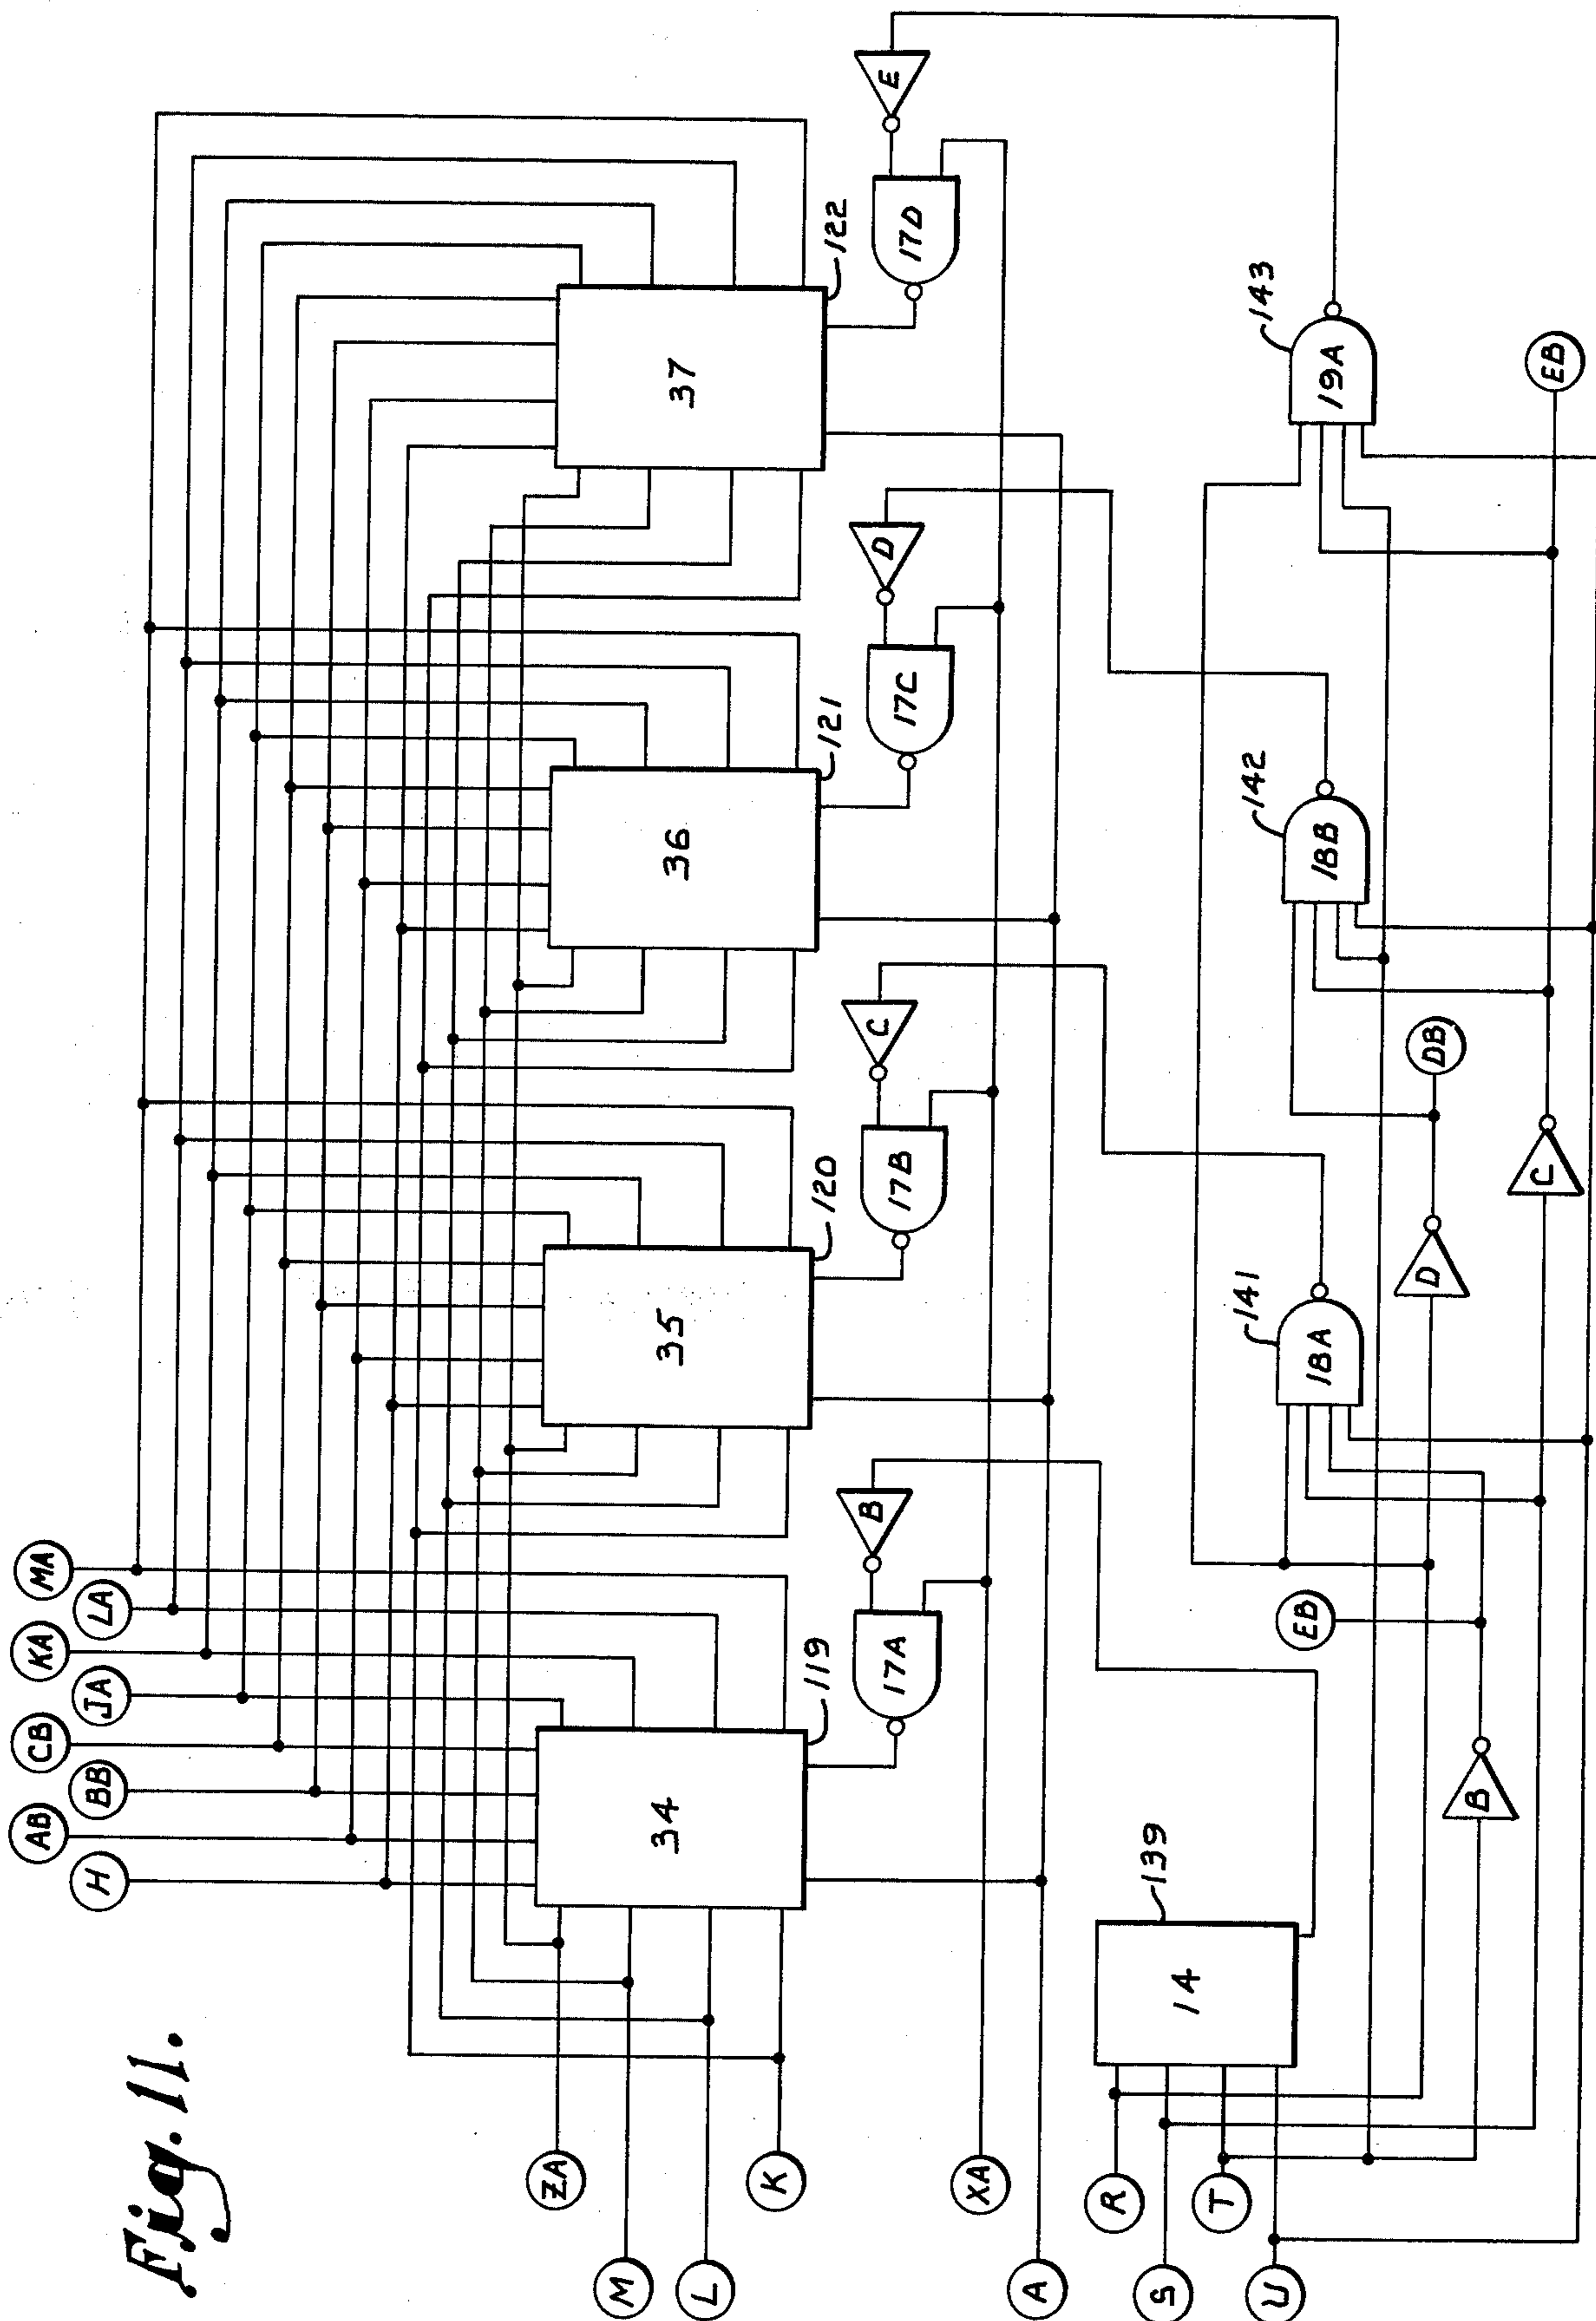 Fig. 11.
H
AB
BB
CB
JA
KA
LA
MA
34
35
36
37
119
120
121
122
17A
17B
17C
17D
B
C
D
E
ZA
M
L
K
XA
A
R
S
T
U
14
139
18A
141
18B
142
19A
143
B
EB
D
DB
C
EB